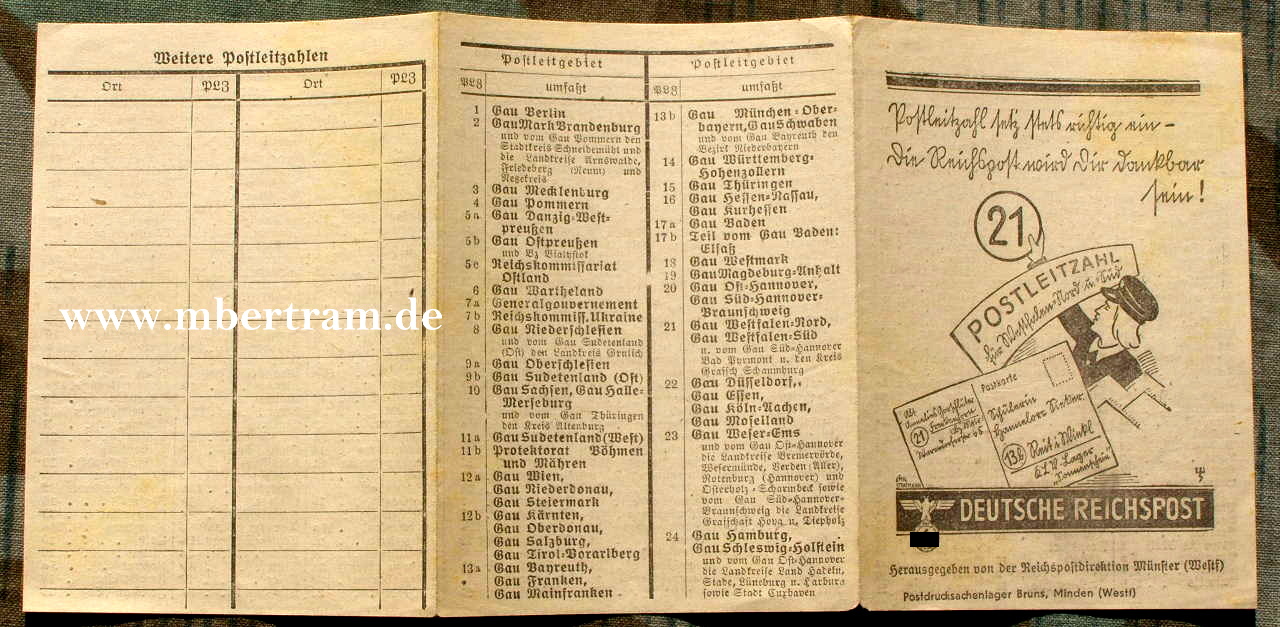 Weitere Postleitzahlen
Ort PLZ Ort PLZ
www.mbertram.de
Postleitgebiet
PLZ umfaßt
1 Gau Berlin
2 Gau Mark Brandenburg
und vom Gau Pommern den
Stadtkreis Schneidemühl und
die Landkreise Arnswalde,
Friedeberg (Neum) und
Netzekreis
3 Gau Mecklenburg
4 Gau Pommern
5a Gau Danzig-West-
preußen
5b Gau Ostpreußen
und Bz Bialystok
5c Reichskommissariat
Ostland
6 Gau Wartheland
7a Generalgouvernement
7b Reichskommiss. Ukraine
8 Gau Niederschlesien
und vom Gau Sudetenland
(Ost) den Landkreis Grulich
9a Gau Oberschlesien
9b Gau Sudetenland (Ost)
10 Gau Sachsen, Gau Halle-
Merseburg
und vom Gau Thüringen
den Kreis Altenburg
11a Gau Sudetenland (West)
11b Protektorat Böhmen
und Mähren
12a Gau Wien,
Gau Niederdonau,
Gau Steiermark
12b Gau Kärnten,
Gau Oberdonau,
Gau Salzburg,
Gau Tirol-Vorarlberg
13a Gau Bayreuth,
Gau Franken,
Gau Mainfranken
Postleitgebiet
PLZ umfaßt
13b Gau München-Ober-
bayern, Gau Schwaben
und vom Gau Bayreuth den
Bezirk Niederbayern
14 Gau Württemberg-
Hohenzollern
15 Gau Thüringen
16 Gau Hessen-Nassau,
Gau Kurhessen
17a Gau Baden
17b Teil vom Gau Baden:
Elsaß
18 Gau Westmark
19 Gau Magdeburg-Anhalt
20 Gau Ost-Hannover,
Gau Süd-Hannover-
Braunschweig
21 Gau Westfalen-Nord,
Gau Westfalen-Süd
u. vom Gau Süd-Hannover
Bad Pyrmont u. den Kreis
Grafsch Schaumburg
22 Gau Düsseldorf,
Gau Essen,
Gau Köln-Aachen,
Gau Moselland
23 Gau Weser-Ems
und vom Gau Ost-Hannover
die Landkreise Bremervörde,
Wesermünde, Verden (Aller),
Rotenburg (Hannover) und
Osterholz-Scharmbeck sowie
vom Gau Süd-Hannover-
Braunschweig die Landkreise
Grafschaft Hoya u. Diepholz
24 Gau Hamburg,
Gau Schleswig-Holstein
und vom Gau Ost-Hannover
die Landkreise Land Hadeln,
Stade, Lüneburg u. Harburg
sowie Stadt Cuxhaven
Postleitzahl setz stets richtig ein -
Die Reichspost wird Dir dankbar
sein!
21
POSTLEITZAHL
für Westfalen-Nord u. -Süd
Postkarte
Abs
21
Schülerin
Hannelore
13b Reit i Winkl
KLV-Lager
"Sonnenschein"
DEUTSCHE REICHSPOST
Herausgegeben von der Reichspostdirektion Münster (Westf)
Postdrucksachenlager Bruns, Minden (Westf)